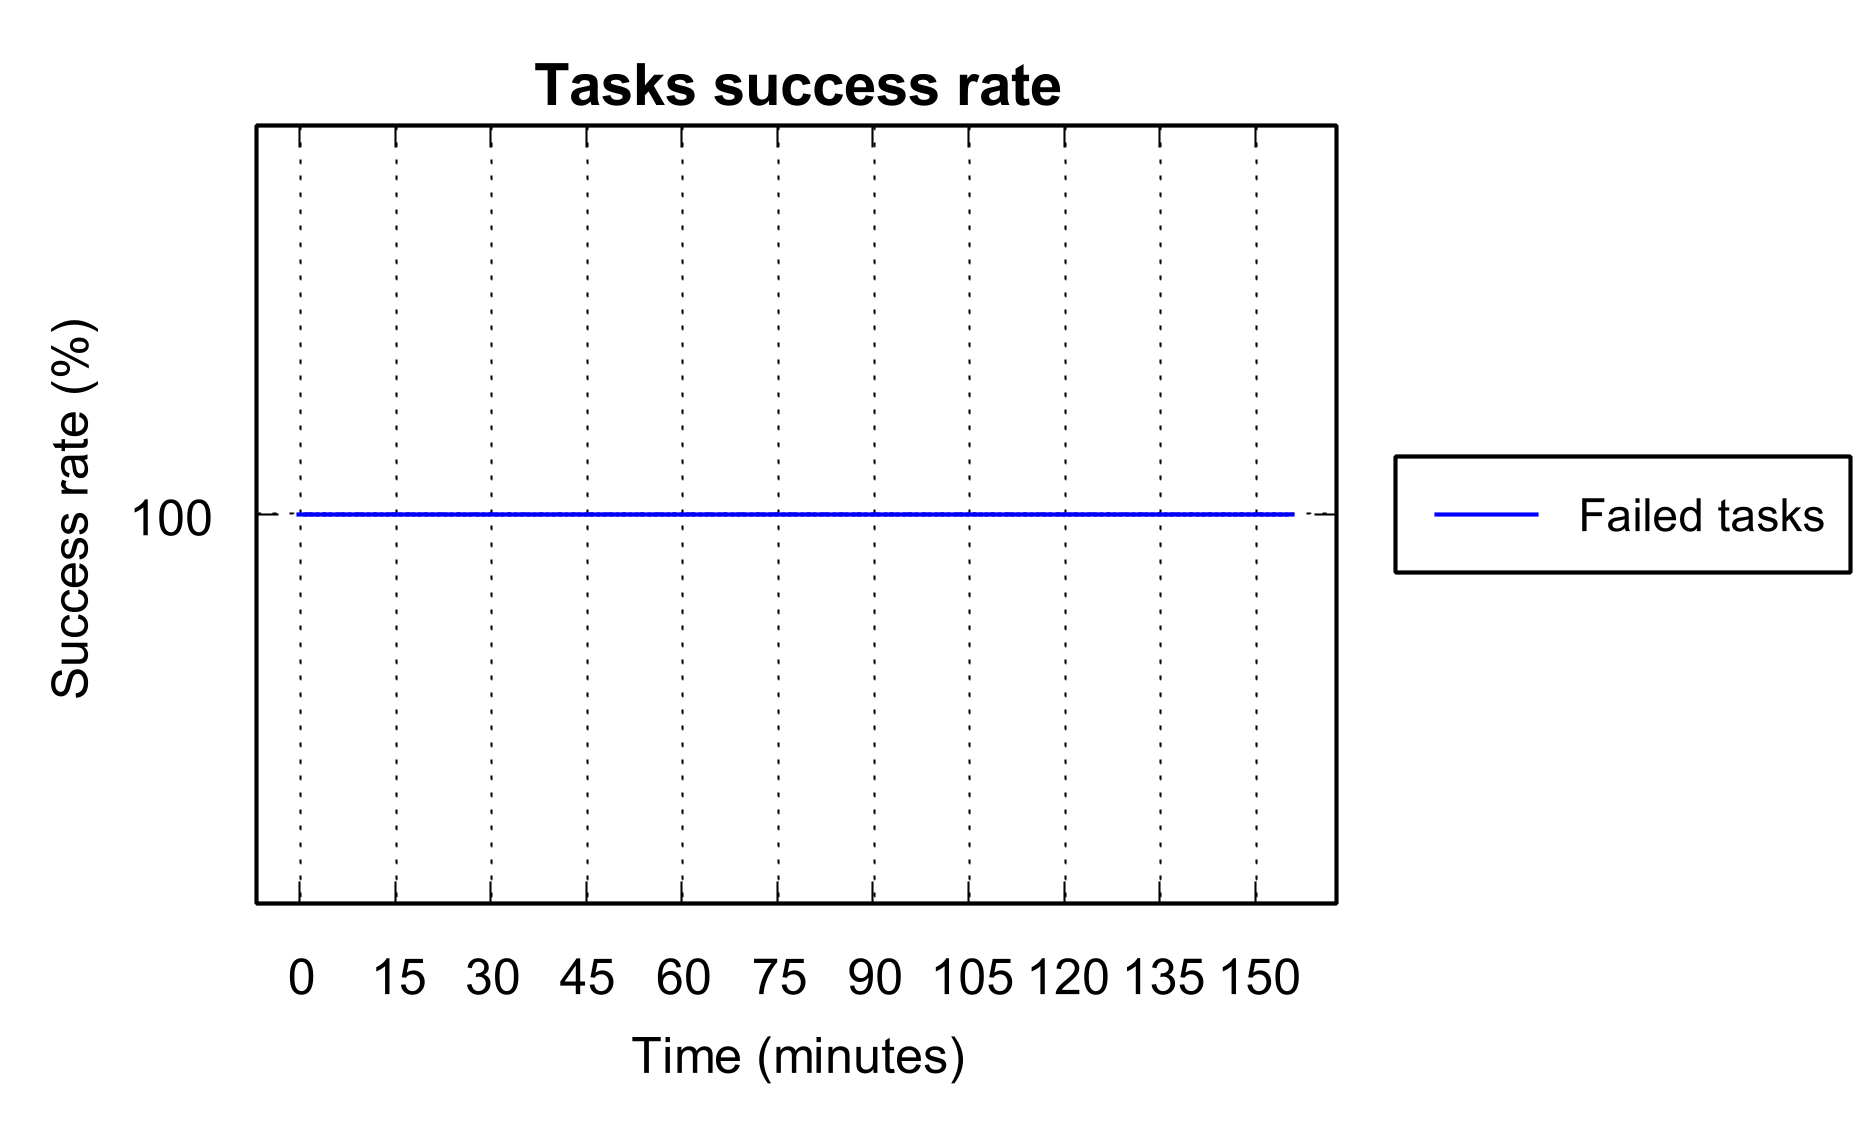 Tasks success rate
Success rate (%)
100
Failed tasks
0 15 30 45 60 75 90 105 120 135 150
Time (minutes)